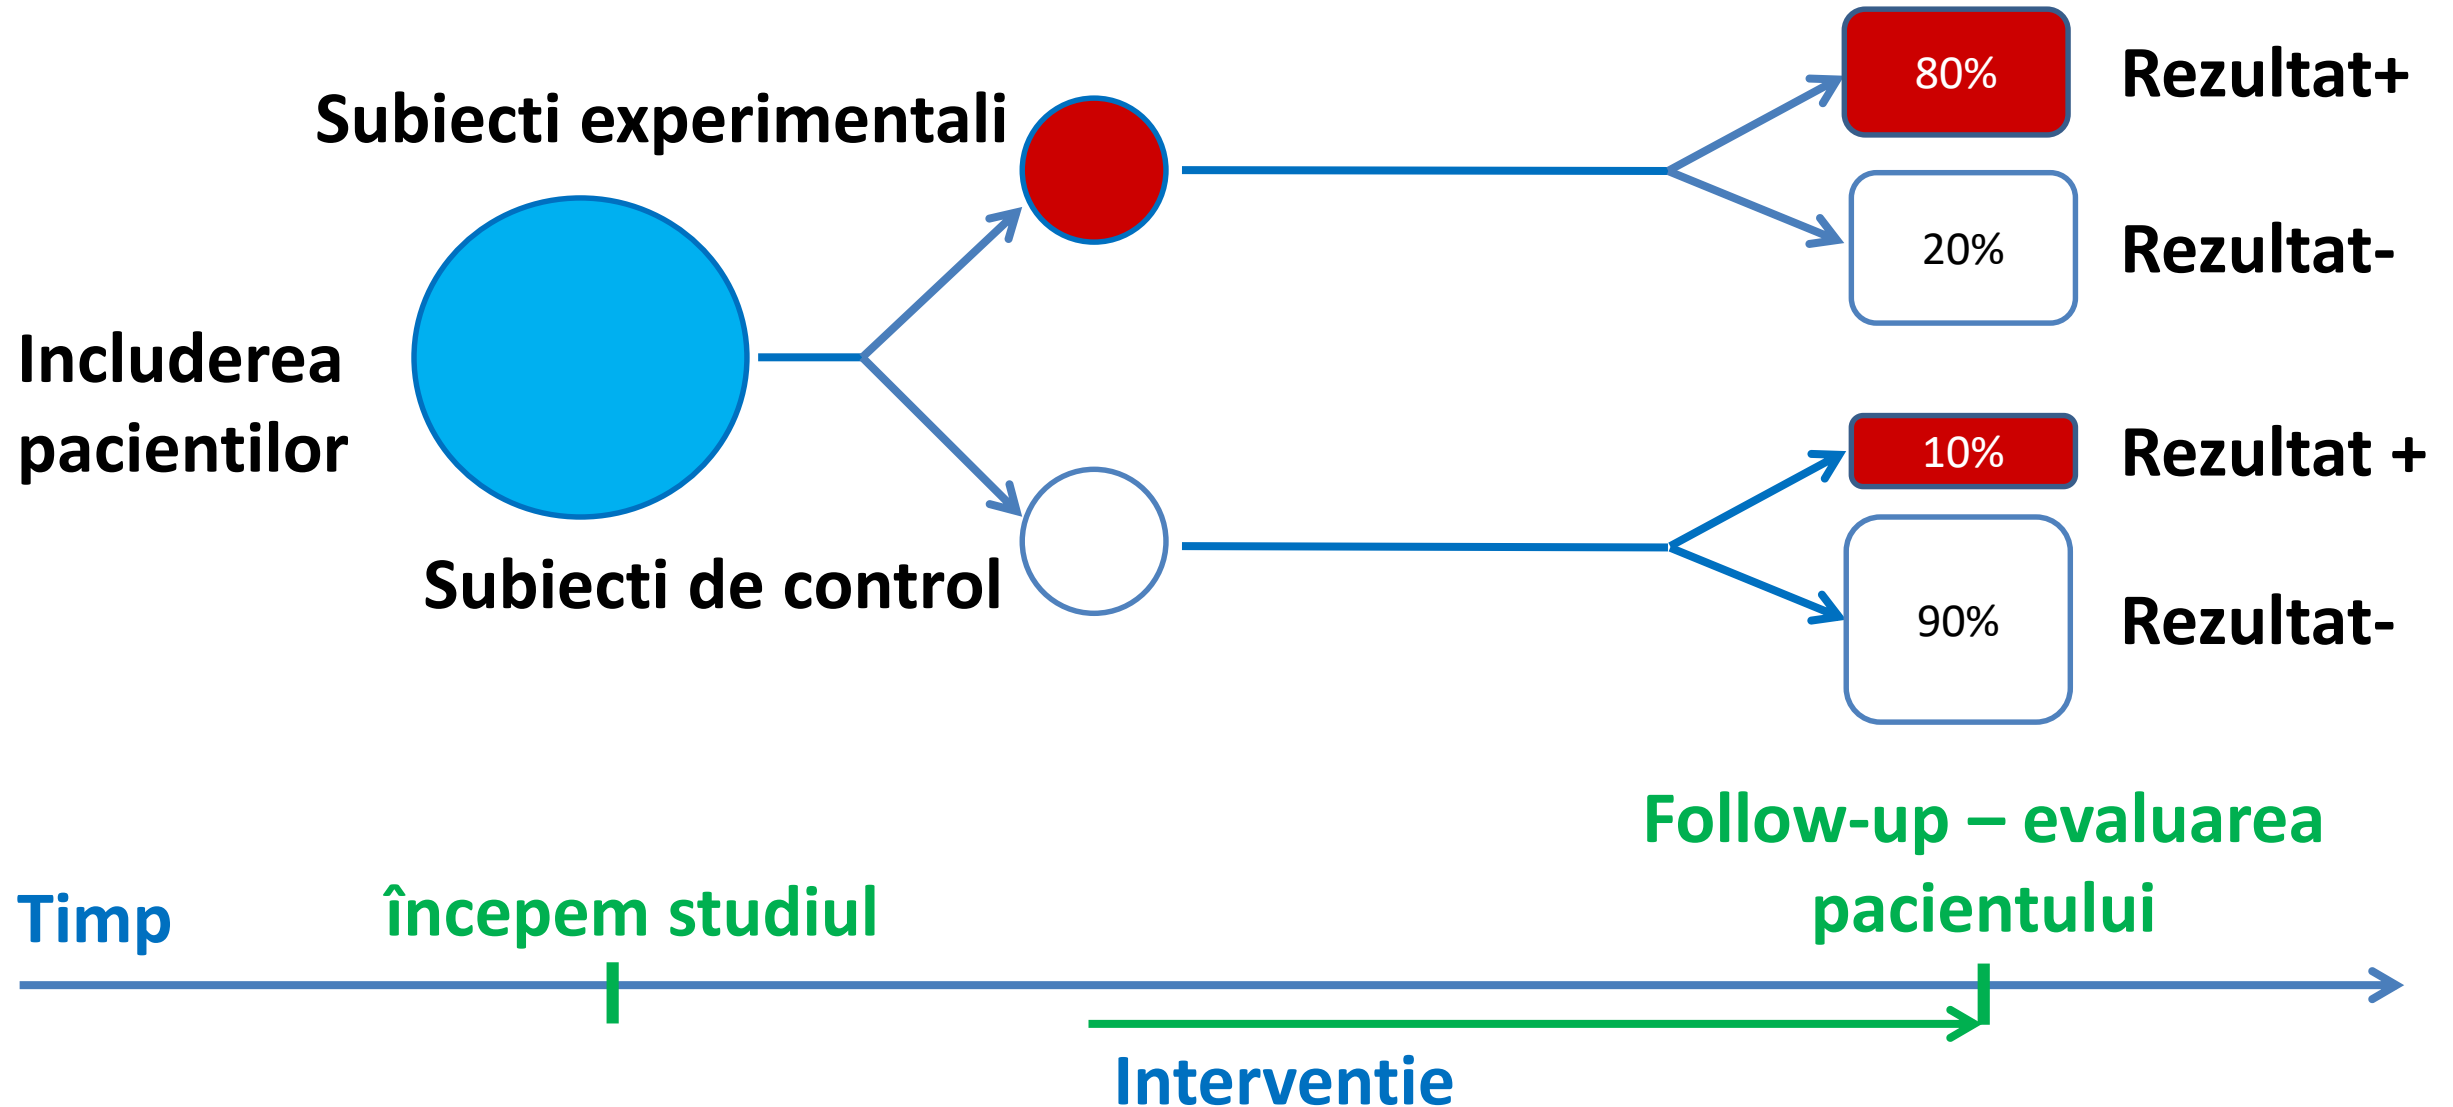 Subiecti experimentali
80%
Rezultat+
20%
Rezultat-
Includerea
pacientilor
Subiecti de control
10%
Rezultat +
90%
Rezultat-
Follow-up – evaluarea
pacientului
Timp
începem studiul
Interventie